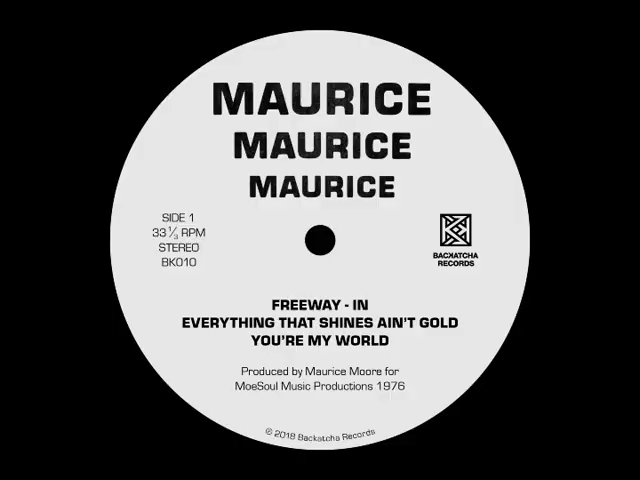 MAURICE
MAURICE
MAURICE
SIDE 1
33 1/3 RPM
STEREO
BK010
BACKATCHA
RECORDS
FREEWAY - IN
EVERYTHING THAT SHINES AIN'T GOLD
YOU'RE MY WORLD
Produced by Maurice Moore for
MoeSoul Music Productions 1976
℗ 2018 Backatcha Records